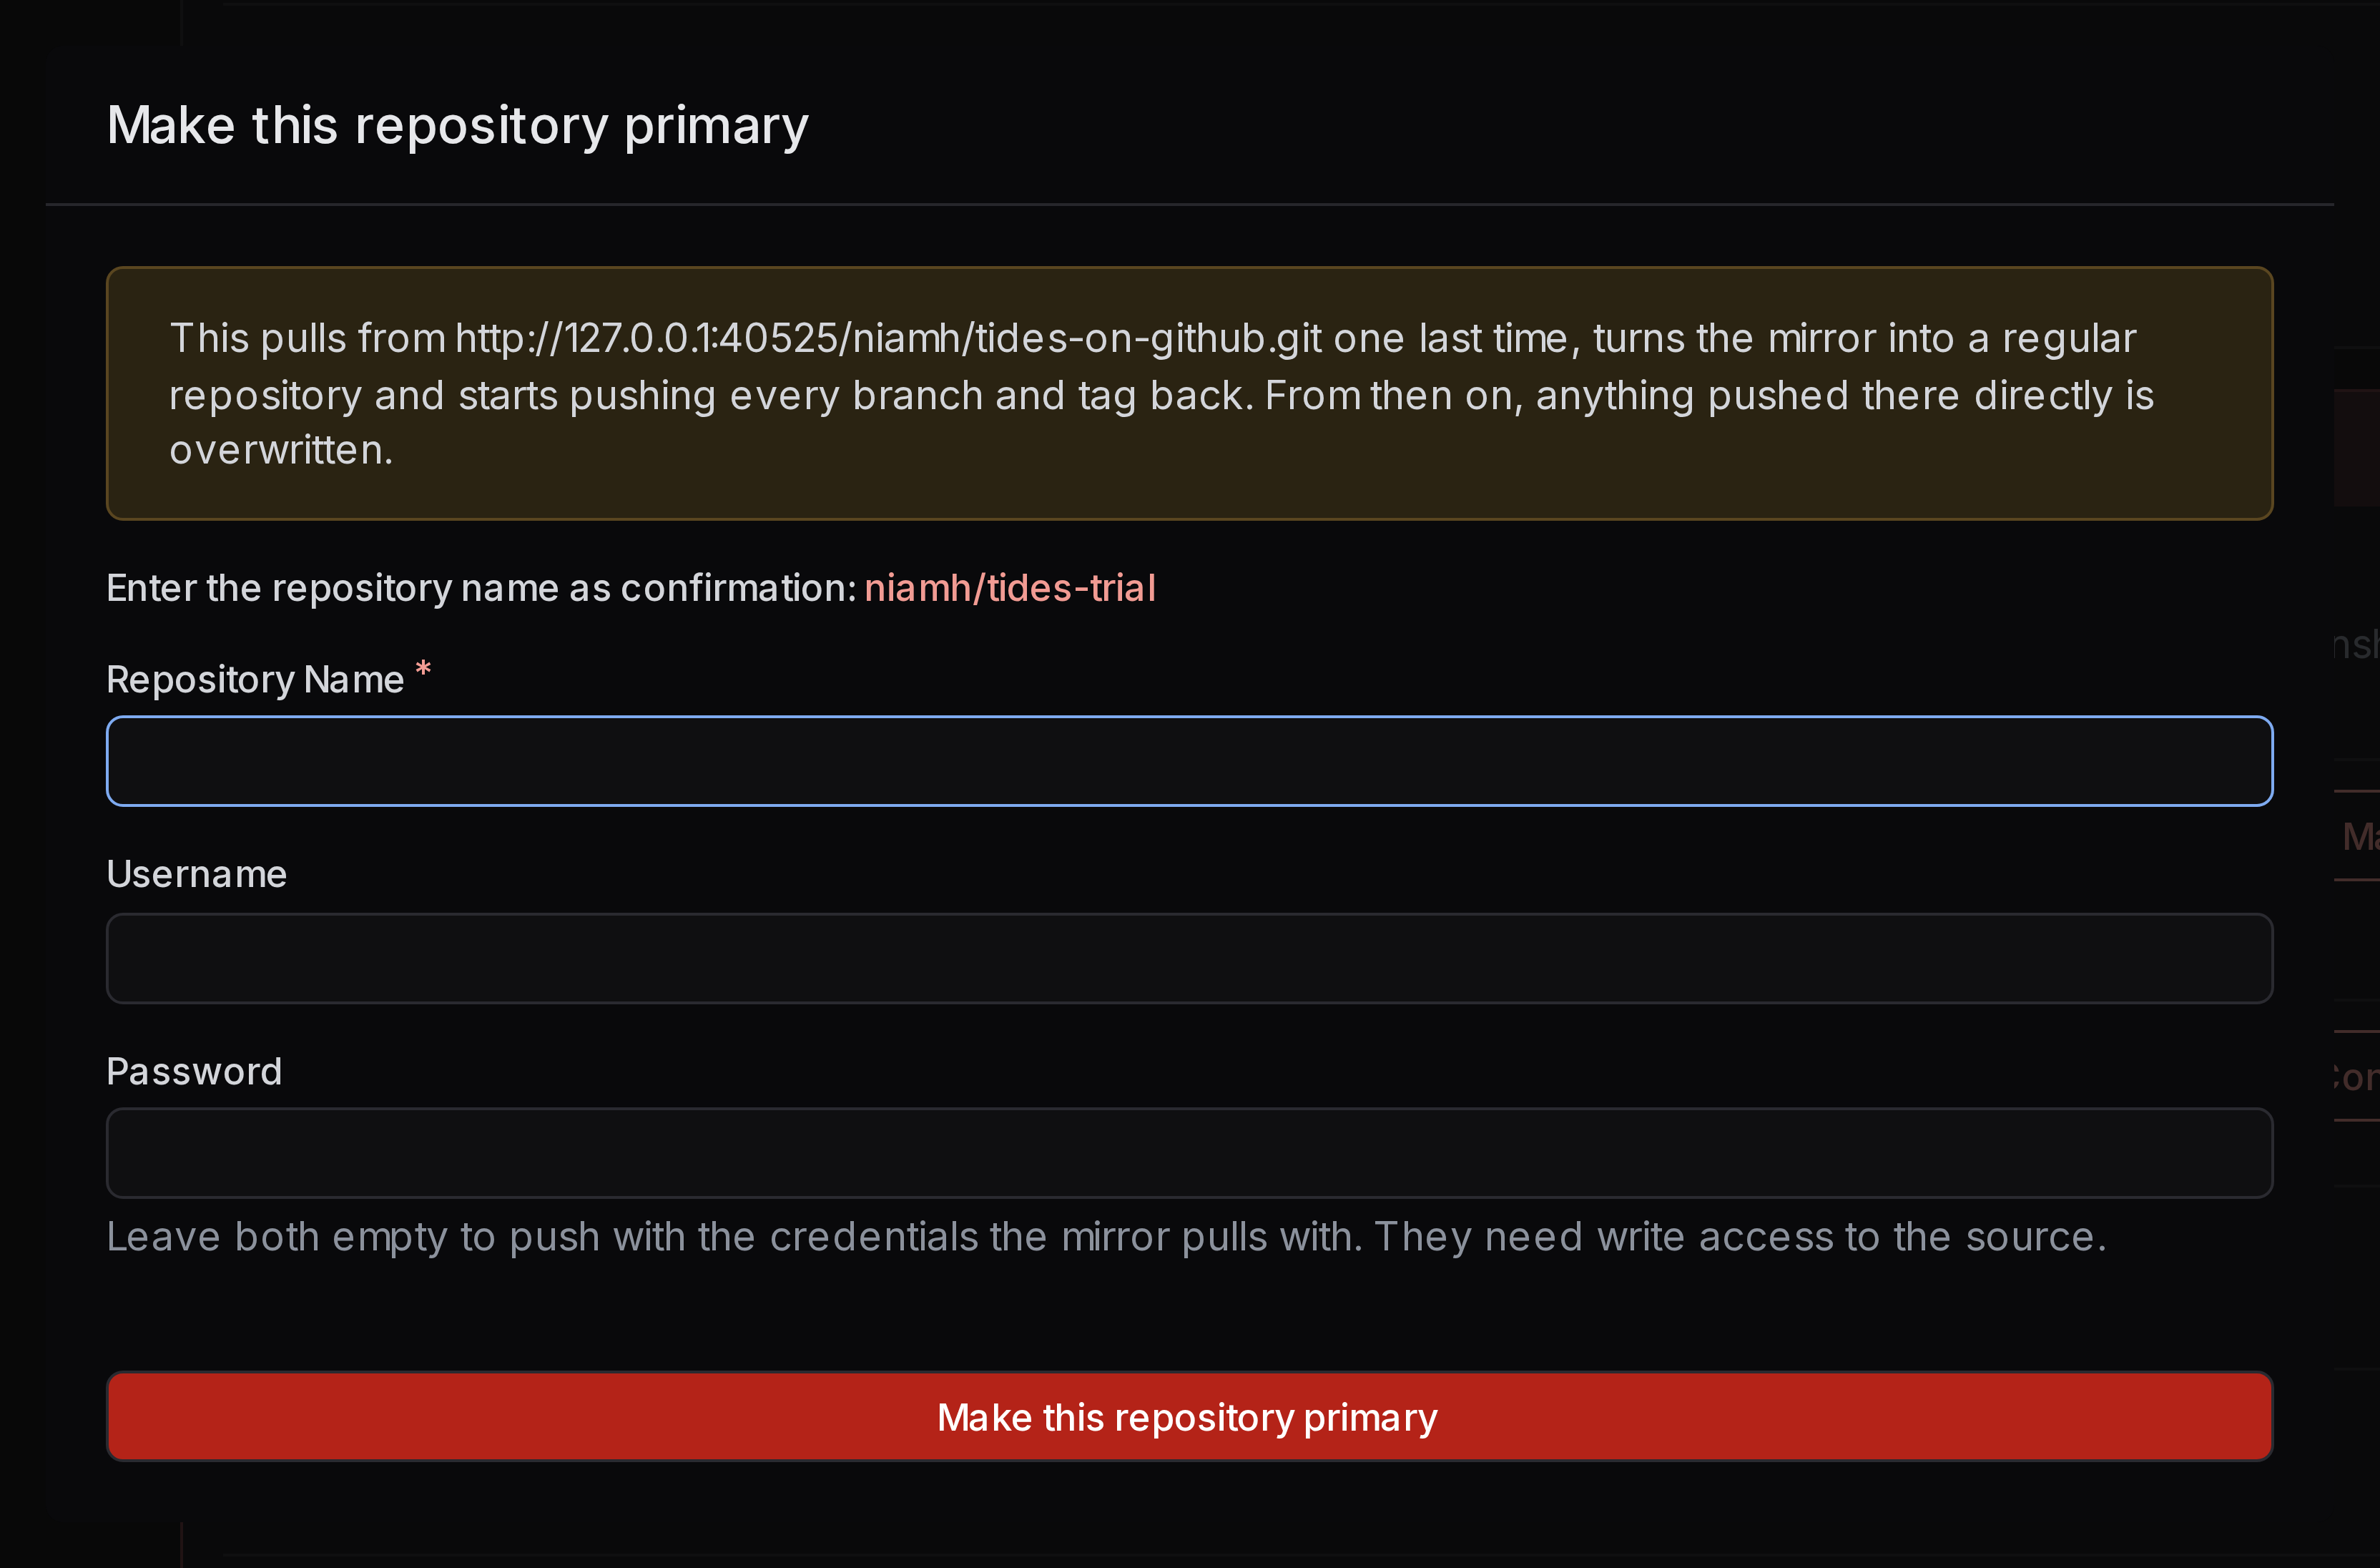 Make this repository primary
This pulls from http://127.0.0.1:40525/niamh/tides-on-github.git one last time, turns the mirror into a regular
repository and starts pushing every branch and tag back. From then on, anything pushed there directly is
overwritten.
Enter the repository name as confirmation: niamh/tides-trial
Repository Name *
Username
Password
Leave both empty to push with the credentials the mirror pulls with. They need write access to the source.
Make this repository primary